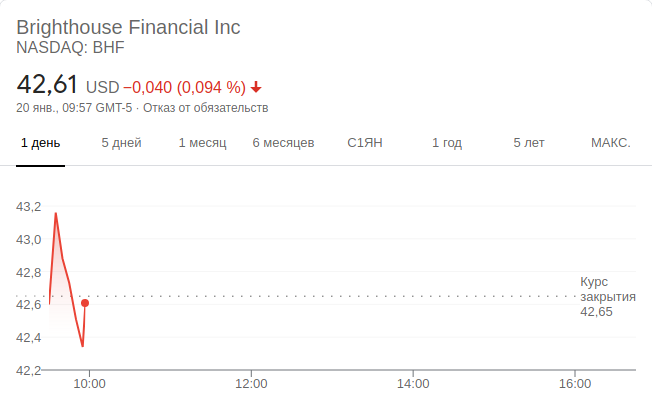 Brighthouse Financial Inc
NASDAQ: BHF
42,61 USD −0,040 (0,094 %)
20 янв., 09:57 GMT-5 · Отказ от обязательств
1 день 5 дней 1 месяц 6 месяцев С1ЯН 1 год 5 лет МАКС.
43,2
43,0
42,8
42,6
42,4
42,2
Курс
закрытия
42,65
10:00 12:00 14:00 16:00